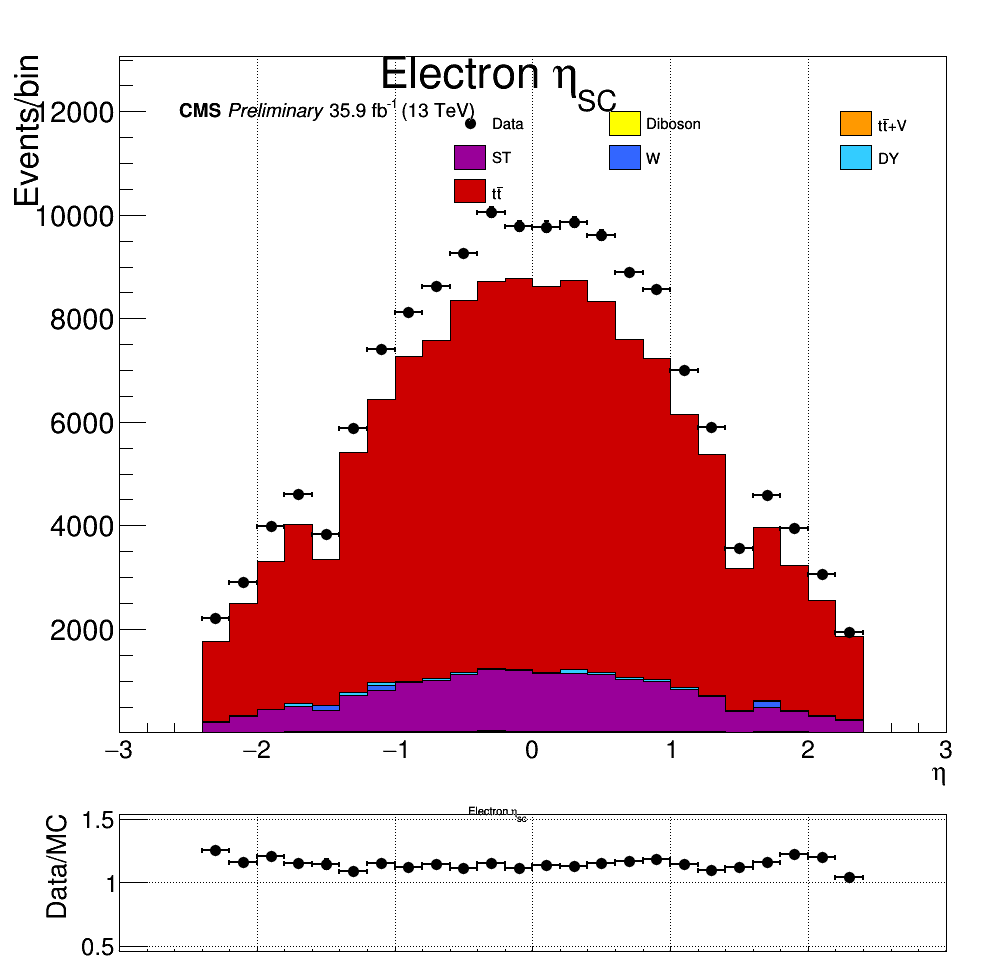 Electron ηSC
CMS Preliminary 35.9 fb-1 (13 TeV)
Data
Diboson
tt̄+V
ST
W
DY
tt̄
Events/bin
12000
10000
8000
6000
4000
2000
−3 −2 −1 0 1 2 3
η
Electron ηSC
Data/MC
1.5
1
0.5